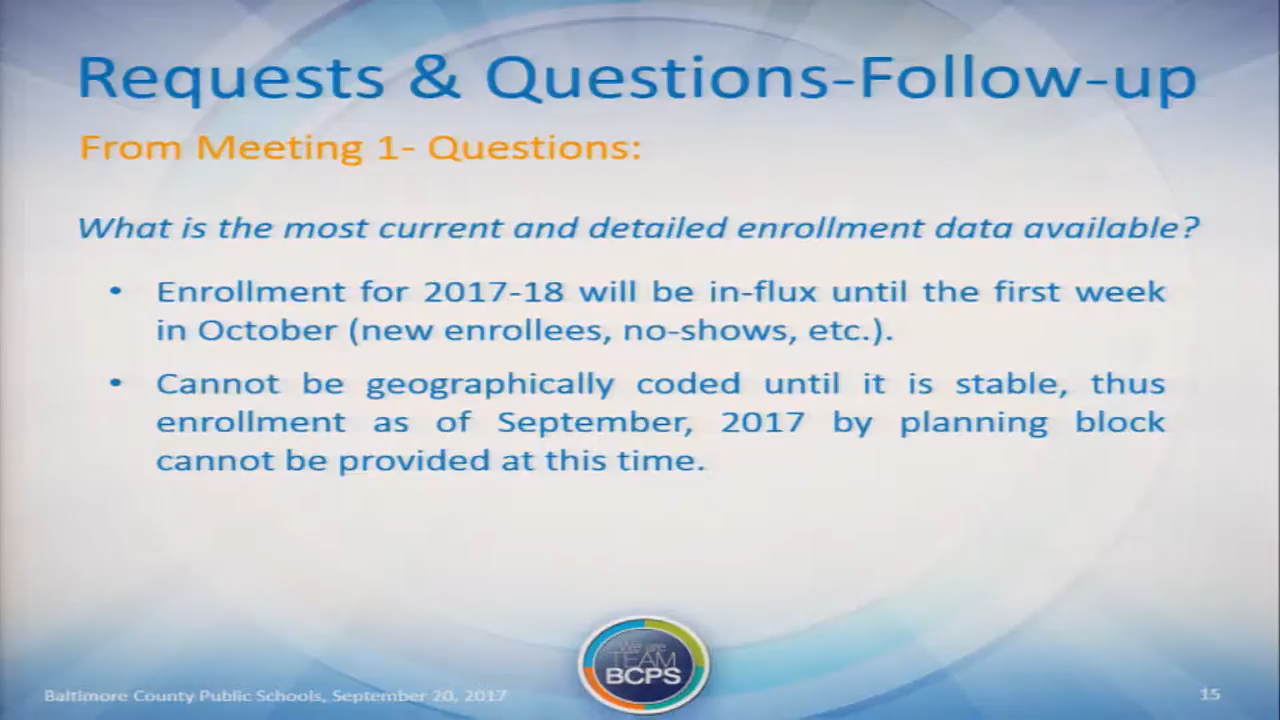 Requests & Questions-Follow-up
From Meeting 1- Questions:
What is the most current and detailed enrollment data available?
• Enrollment for 2017-18 will be in-flux until the first week
in October (new enrollees, no-shows, etc.).
• Cannot be geographically coded until it is stable, thus
enrollment as of September, 2017 by planning block
cannot be provided at this time.
We are
TEAM
BCPS
Baltimore County Public Schools, September 20, 2017
15